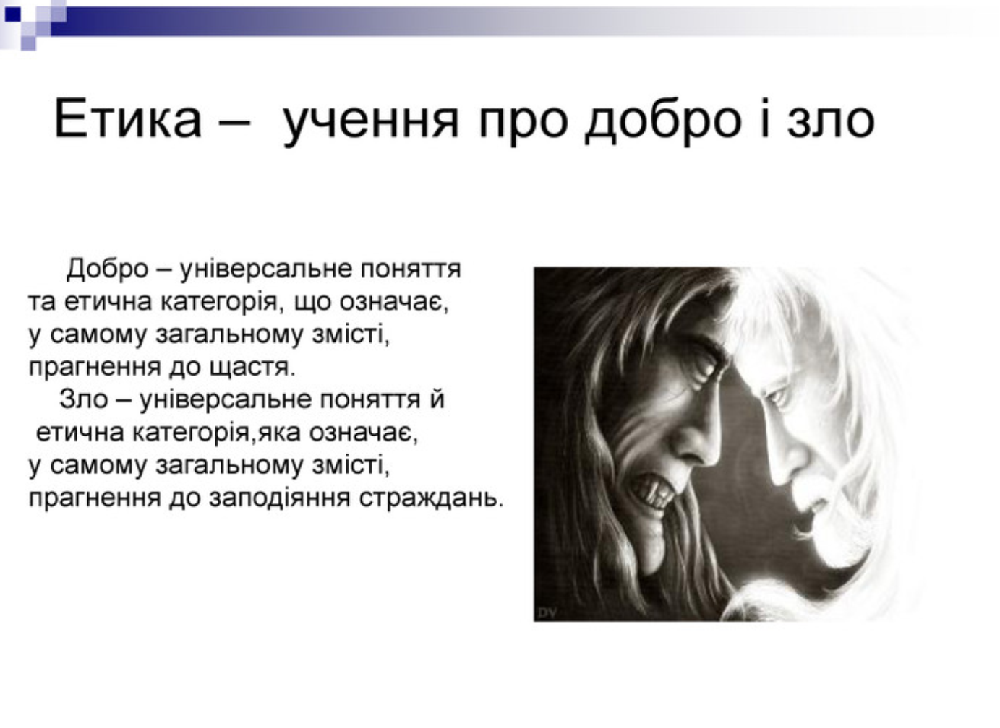 Етика – учення про добро і зло
Добро – універсальне поняття
та етична категорія, що означає,
у самому загальному змісті,
прагнення до щастя.
Зло – універсальне поняття й
етична категорія,яка означає,
у самому загальному змісті,
прагнення до заподіяння страждань.
DV